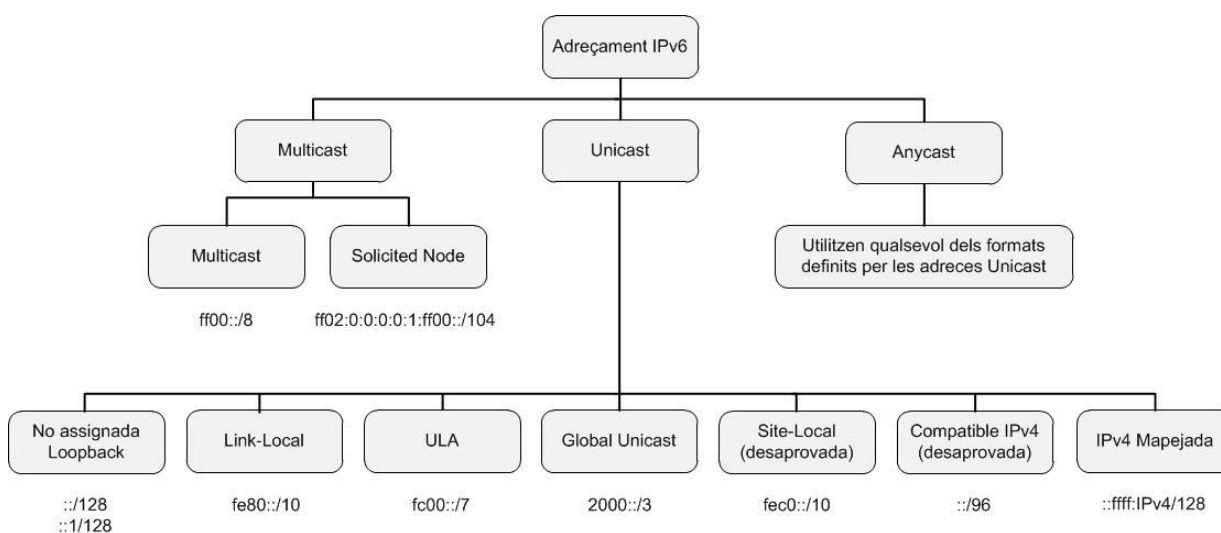 Adreçament IPv6
Multicast
Unicast
Anycast
Multicast
Solicited Node
Utilitzen qualsevol dels formats
definits per les adreces Unicast
ff00::/8
ff02:0:0:0:0:1:ff00::/104
No assignada
Loopback
Link-Local
ULA
Global Unicast
Site-Local
(desaprovada)
Compatible IPv4
(desaprovada)
IPv4 Mapejada
::/128
::1/128
fe80::/10
fc00::/7
2000::/3
fec0::/10
::/96
::ffff:IPv4/128